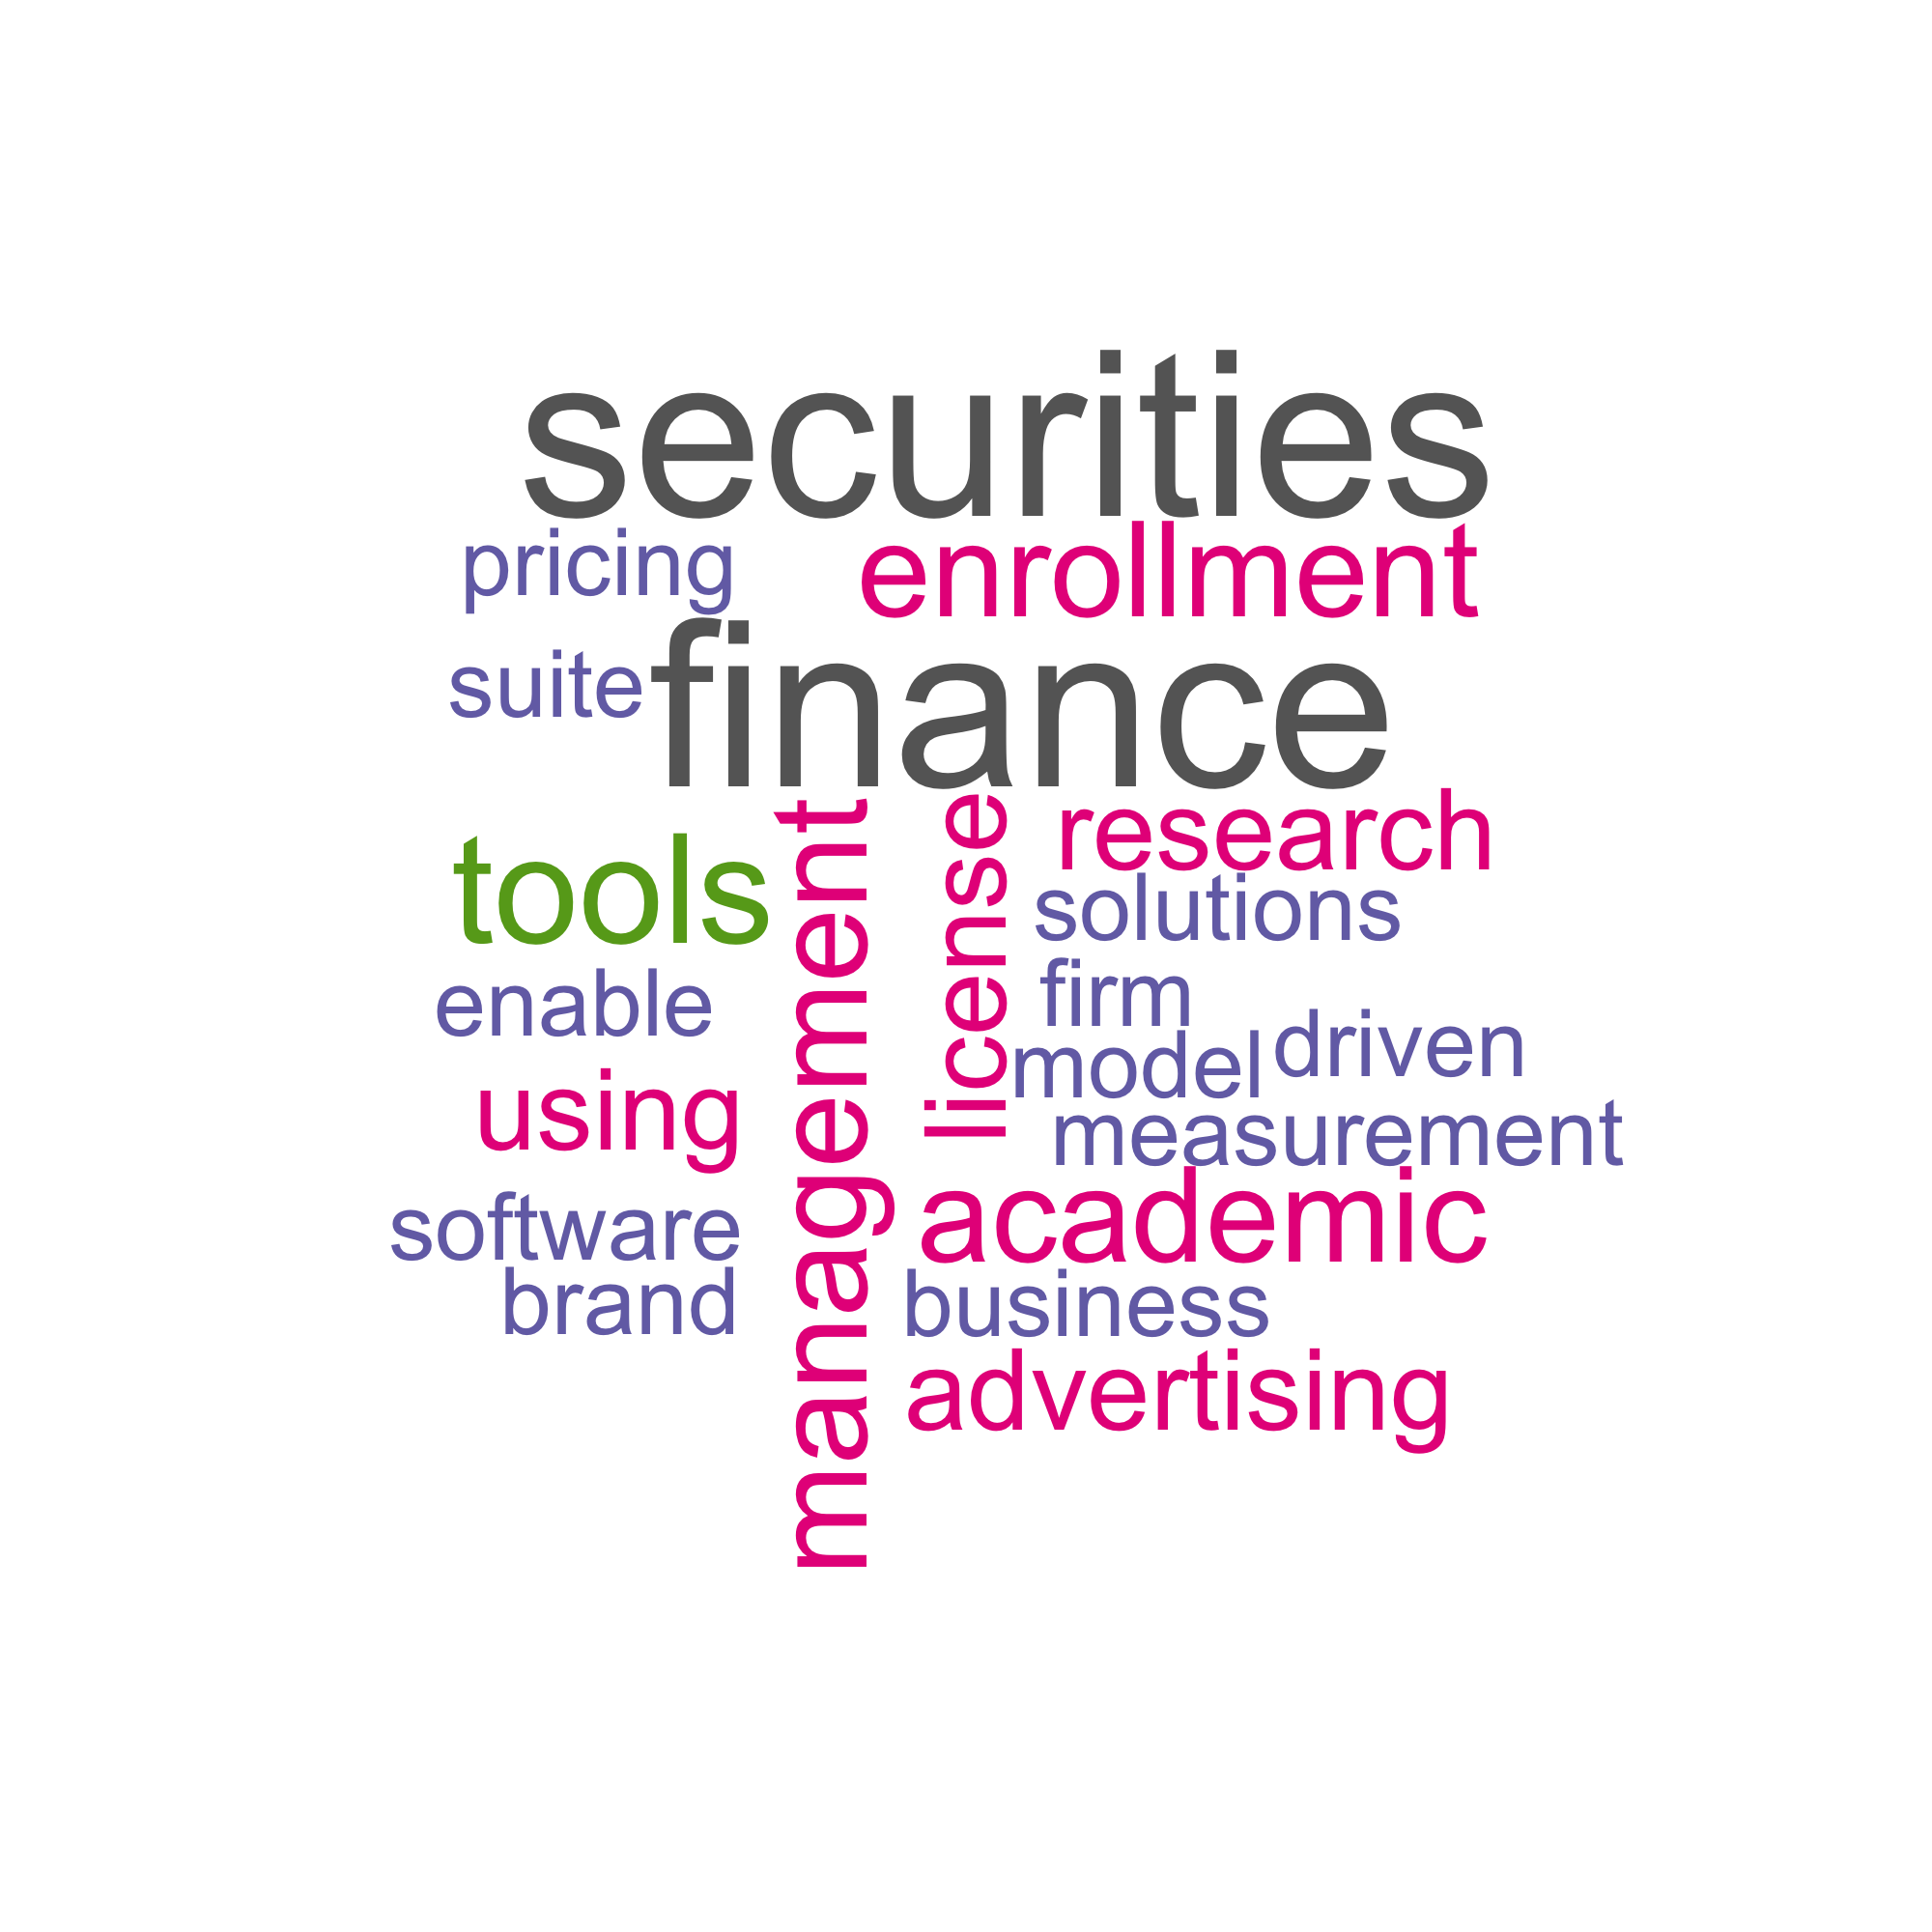 securities
pricing
enrollment
suite
finance
tools
management
license
research
solutions
enable
firm
driven
model
using
measurement
software
academic
brand
business
advertising